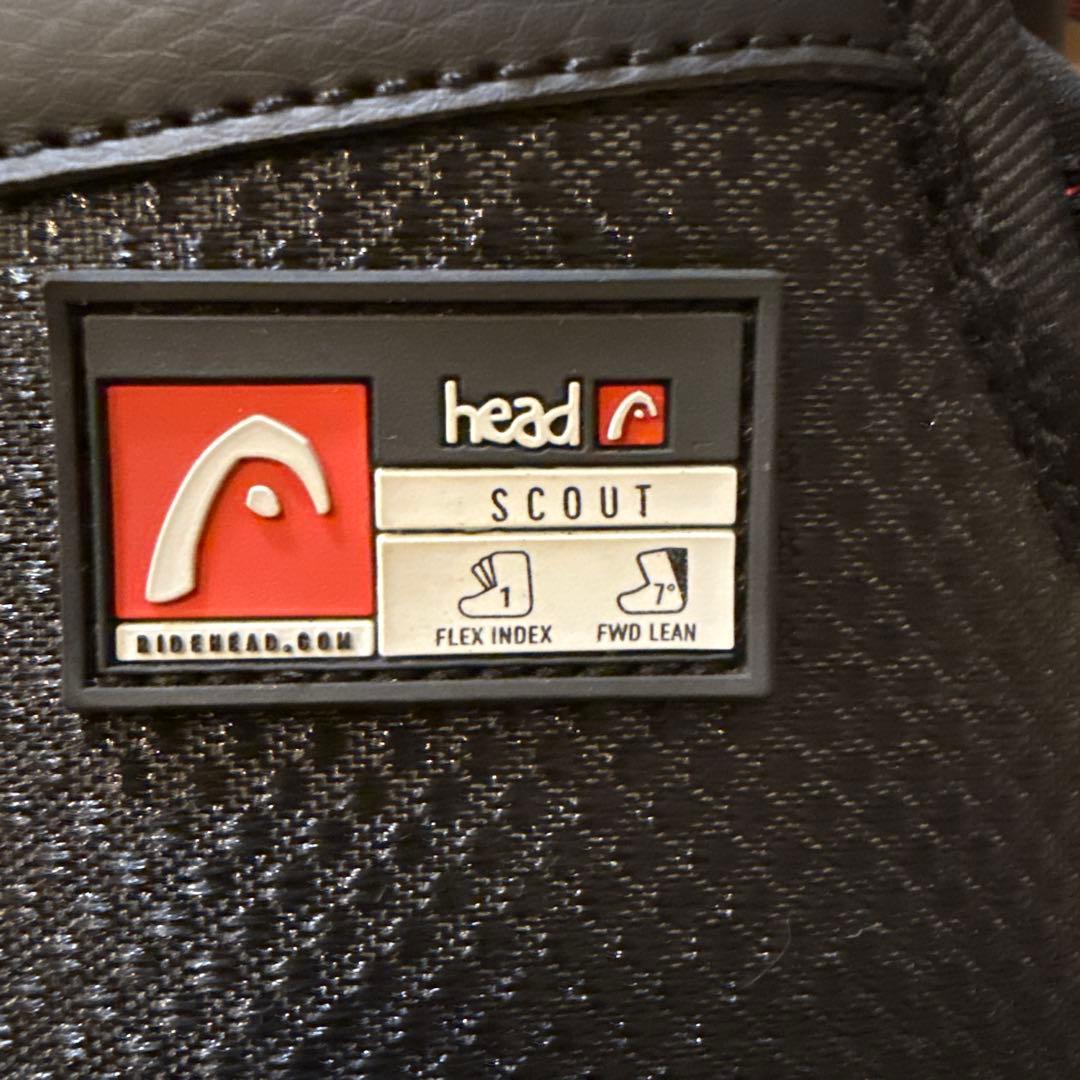 head
SCOUT
1
7°
FLEX INDEX
FWD LEAN
RIDEHEAD.COM